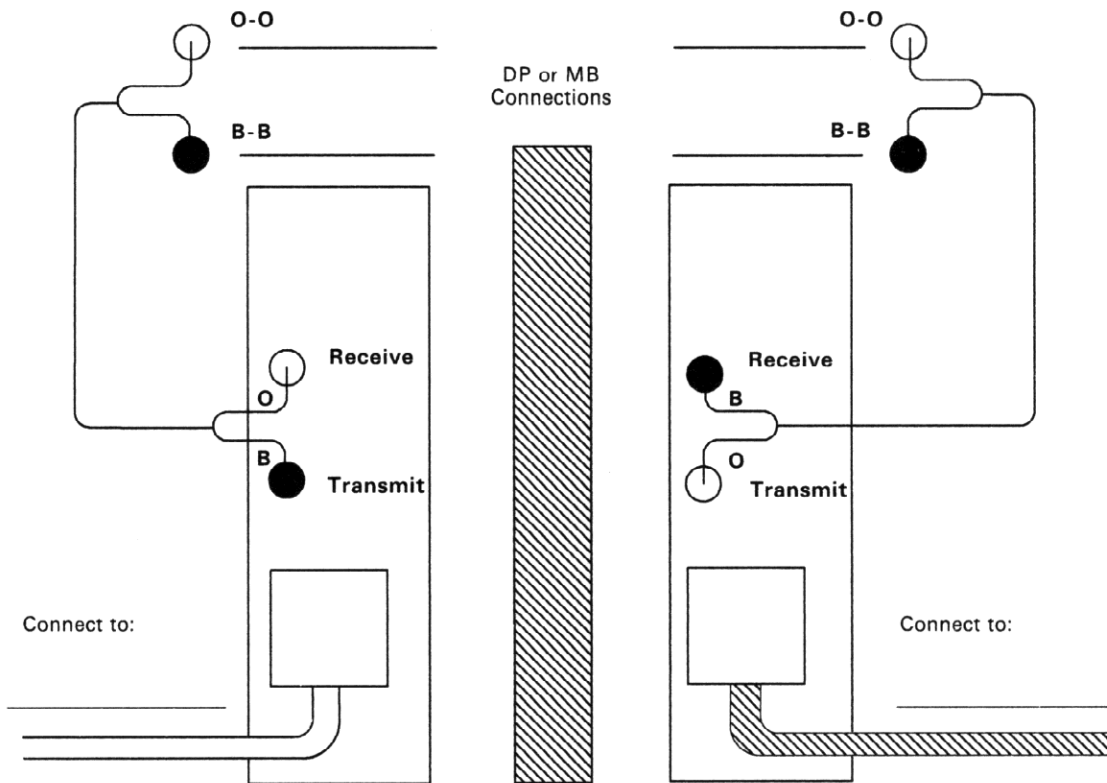 O-O
O-O
DP or MB
Connections
B-B
B-B
Receive
Receive
O
B
B
O
Transmit
Transmit
Connect to:
Connect to: